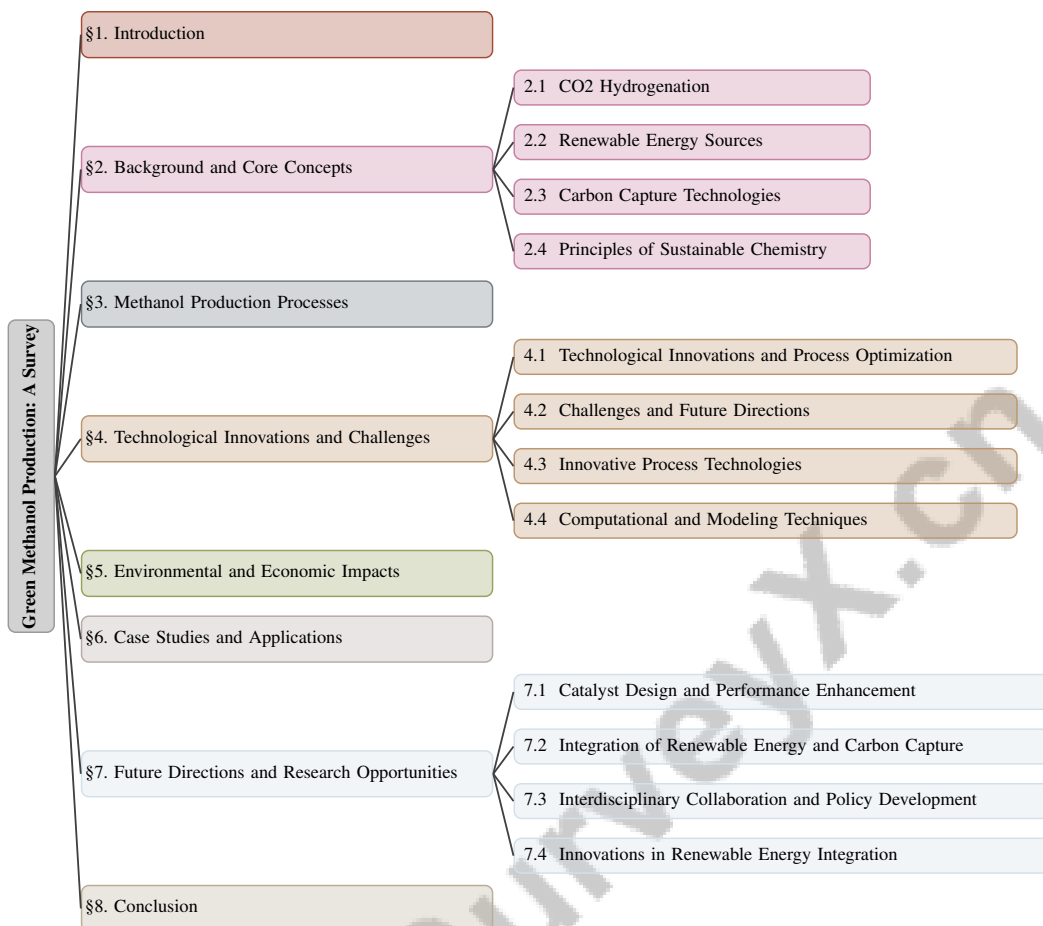 Green Methanol Production: A Survey
§1. Introduction
§2. Background and Core Concepts
2.1 CO2 Hydrogenation
2.2 Renewable Energy Sources
2.3 Carbon Capture Technologies
2.4 Principles of Sustainable Chemistry
§3. Methanol Production Processes
§4. Technological Innovations and Challenges
4.1 Technological Innovations and Process Optimization
4.2 Challenges and Future Directions
4.3 Innovative Process Technologies
4.4 Computational and Modeling Techniques
§5. Environmental and Economic Impacts
§6. Case Studies and Applications
§7. Future Directions and Research Opportunities
7.1 Catalyst Design and Performance Enhancement
7.2 Integration of Renewable Energy and Carbon Capture
7.3 Interdisciplinary Collaboration and Policy Development
7.4 Innovations in Renewable Energy Integration
§8. Conclusion
urveyx.cn